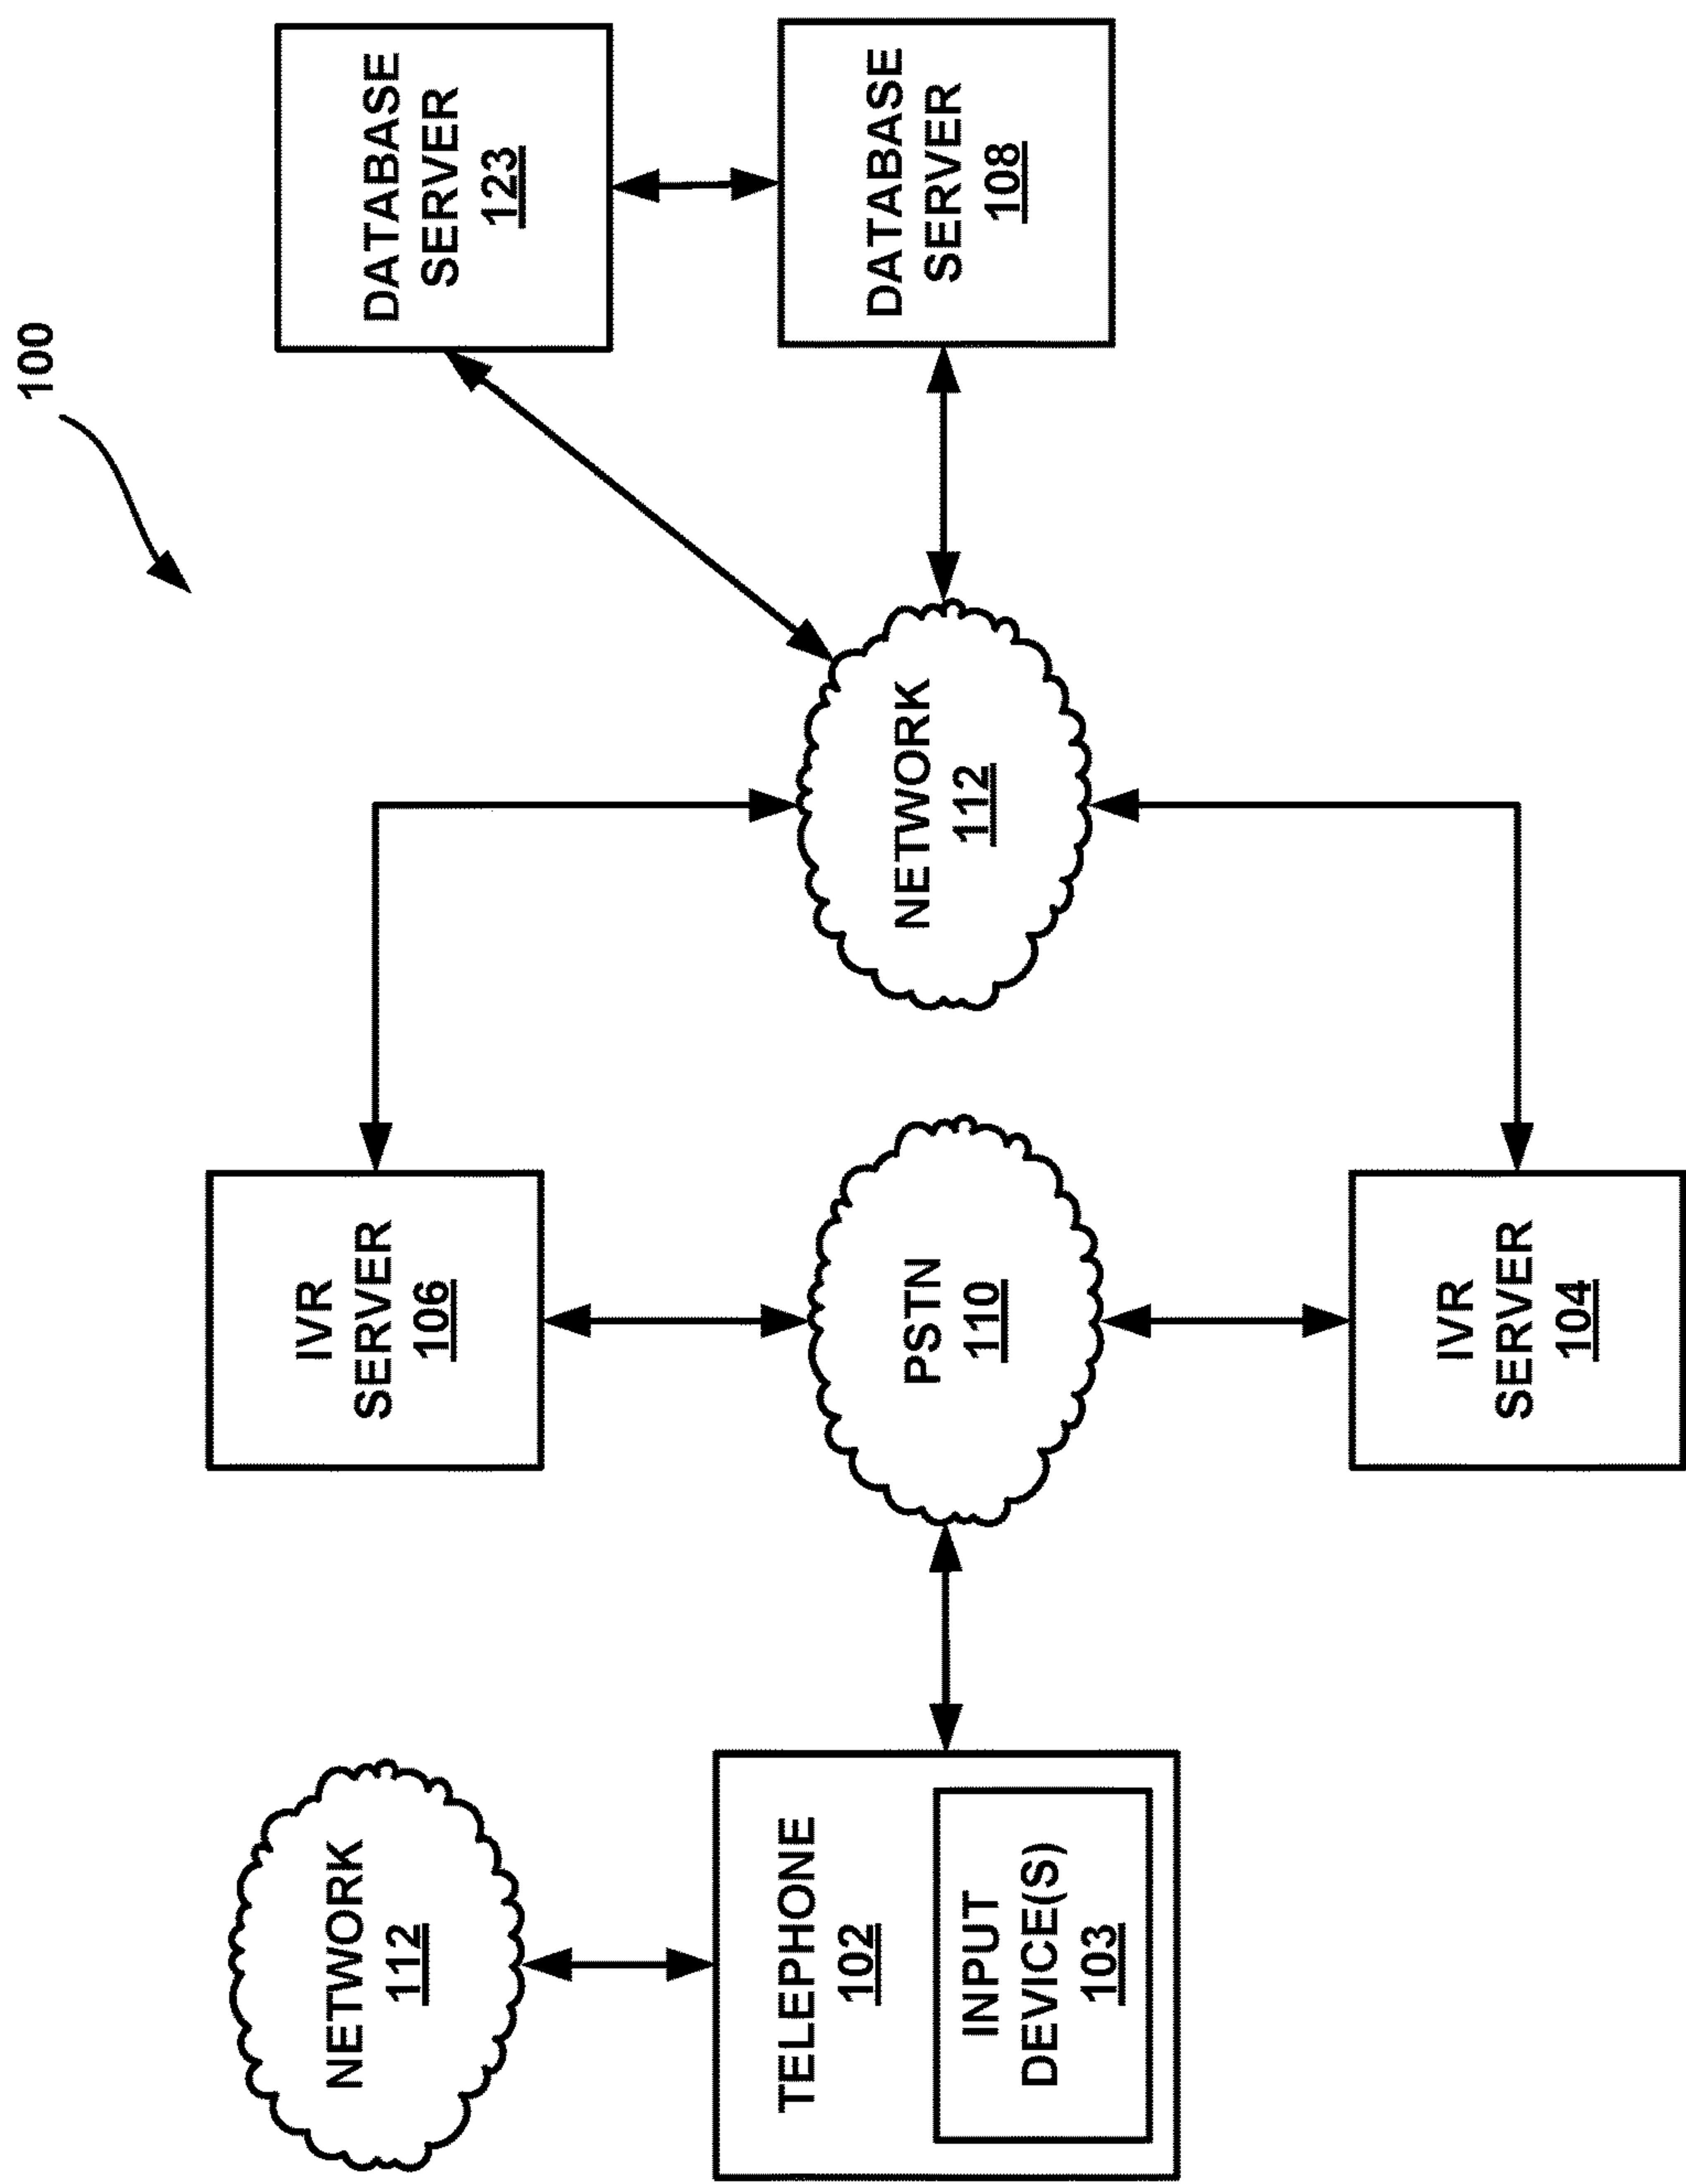 100
NETWORK
112
TELEPHONE
102
INPUT
DEVICE(S)
103
IVR
SERVER
106
PSTN
110
IVR
SERVER
104
NETWORK
112
DATABASE
SERVER
123
DATABASE
SERVER
108